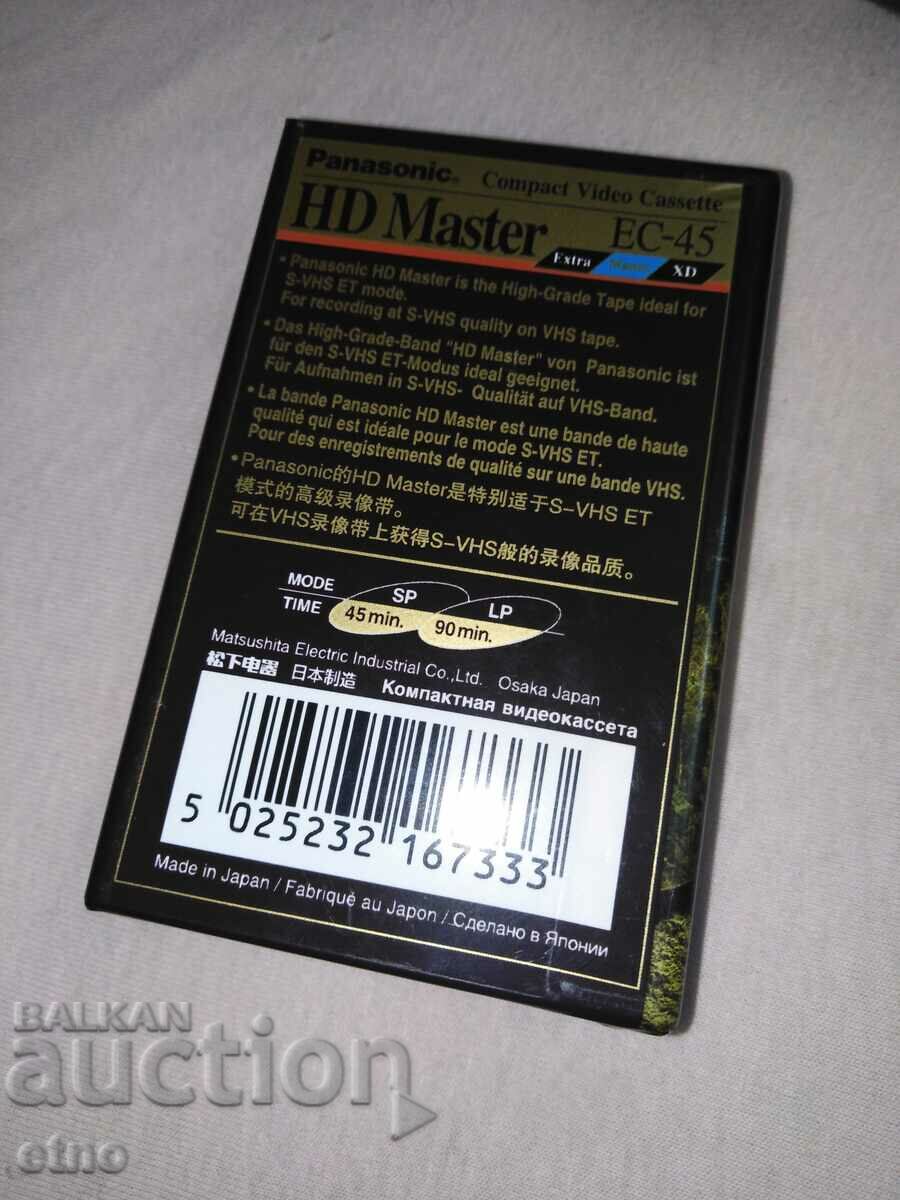 Panasonic® Compact Video Cassette
HD Master EC-45
Extra Master XD
• Panasonic HD Master is the High-Grade Tape ideal for
S-VHS ET mode.
For recording at S-VHS quality on VHS tape.
• Das High-Grade-Band "HD Master" von Panasonic ist
für den S-VHS ET-Modus ideal geeignet.
Für Aufnahmen in S-VHS- Qualität auf VHS-Band.
• La bande Panasonic HD Master est une bande de haute
qualité qui est idéale pour le mode S-VHS ET.
Pour des enregistrements de qualité sur une bande VHS.
• Panasonic的HD Master是特别适于S-VHS ET
模式的高级录像带。
可在VHS录像带上获得S-VHS般的录像品质。
MODE SP LP
TIME 45min. 90min.
Matsushita Electric Industrial Co.,Ltd. Osaka Japan
松下电器 日本制造 Компактная видеокассета
5 025232 167333
Made in Japan / Fabriqué au Japon / Сделано в Японии
BALKAN
auction
etno